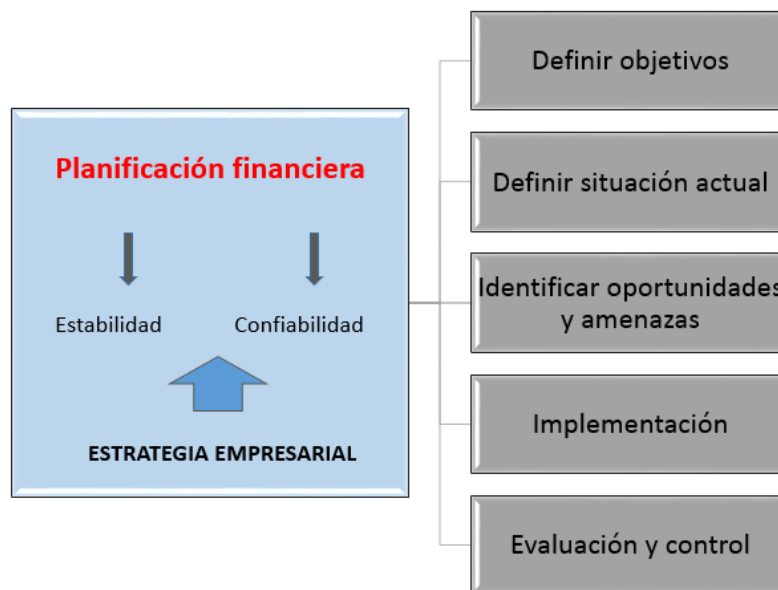 Planificación financiera
Estabilidad
Confiabilidad
ESTRATEGIA EMPRESARIAL
Definir objetivos
Definir situación actual
Identificar oportunidades
y amenazas
Implementación
Evaluación y control